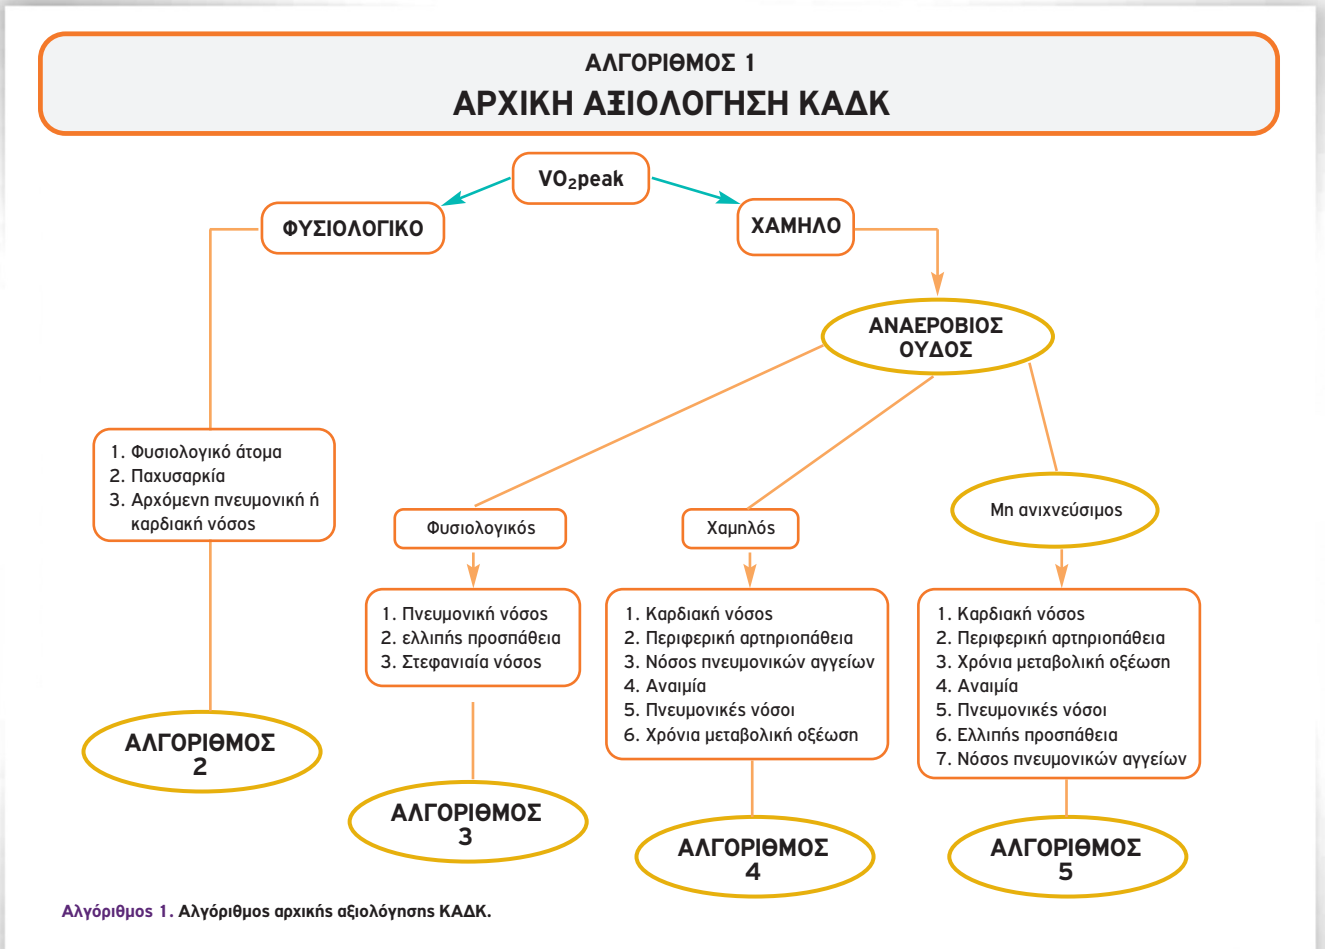 ΑΛΓΟΡΙΘΜΟΣ 1
ΑΡΧΙΚΗ ΑΞΙΟΛΟΓΗΣΗ ΚΑΔΚ
VO₂peak
ΦΥΣΙΟΛΟΓΙΚΟ
ΧΑΜΗΛΟ
ΑΝΑΕΡΟΒΙΟΣ
ΟΥΔΟΣ
1. Φυσιολογικό άτομα
2. Παχυσαρκία
3. Αρχόμενη πνευμονική ή
καρδιακή νόσος
Φυσιολογικός
Χαμηλός
Μη ανιχνεύσιμος
1. Πνευμονική νόσος
2. ελλιπής προσπάθεια
3. Στεφανιαία νόσος
1. Καρδιακή νόσος
2. Περιφερική αρτηριοπάθεια
3. Νόσος πνευμονικών αγγείων
4. Αναιμία
5. Πνευμονικές νόσοι
6. Χρόνια μεταβολική οξέωση
1. Καρδιακή νόσος
2. Περιφερική αρτηριοπάθεια
3. Χρόνια μεταβολική οξέωση
4. Αναιμία
5. Πνευμονικές νόσοι
6. Ελλιπής προσπάθεια
7. Νόσος πνευμονικών αγγείων
ΑΛΓΟΡΙΘΜΟΣ
2
ΑΛΓΟΡΙΘΜΟΣ
3
ΑΛΓΟΡΙΘΜΟΣ
4
ΑΛΓΟΡΙΘΜΟΣ
5
Αλγόριθμος 1. Αλγόριθμος αρχικής αξιολόγησης ΚΑΔΚ.